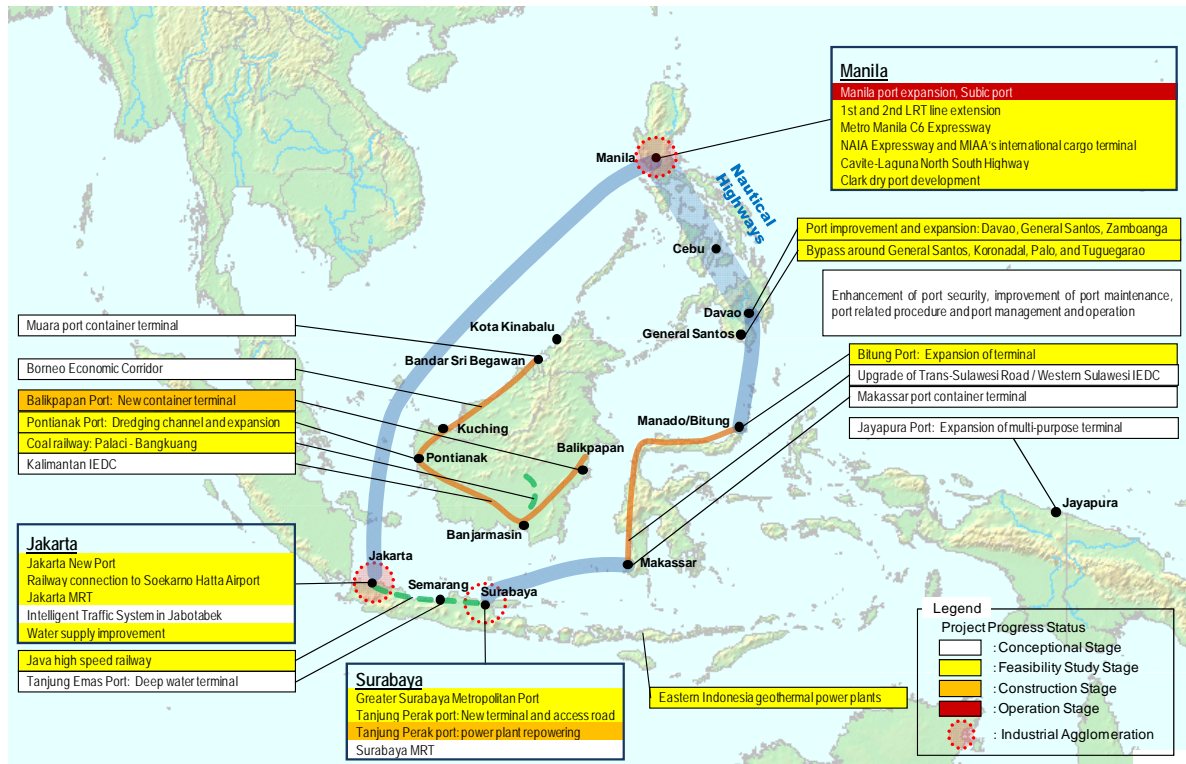 Manila
Manila port expansion, Subic port
1st and 2nd LRT line extension
Metro Manila C6 Expressway
NAIA Expressway and MIAA's international cargo terminal
Cavite-Laguna North South Highway
Clark dry port development
Manila
Nautical
Highways
Cebu
Port improvement and expansion: Davao, General Santos, Zamboanga
Bypass around General Santos, Koronadal, Palo, and Tuguegarao
Enhancement of port security, improvement of port maintenance,
port related procedure and port management and operation
Davao
General Santos
Muara port container terminal
Kota Kinabalu
Bandar Sri Begawan
Borneo Economic Corridor
Balikpapan Port: New container terminal
Pontianak Port: Dredging channel and expansion
Coal railway: Palaci - Bangkuang
Kalimantan IEDC
Bitung Port: Expansion of terminal
Upgrade of Trans-Sulawesi Road / Western Sulawesi IEDC
Makassar port container terminal
Jayapura Port: Expansion of multi-purpose terminal
Manado/Bitung
Kuching
Balikpapan
Pontianak
Banjarmasin
Jayapura
Makassar
Jakarta
Jakarta New Port
Railway connection to Soekarno Hatta Airport
Jakarta MRT
Intelligent Traffic System in Jabotabek
Water supply improvement
Jakarta
Semarang
Surabaya
Java high speed railway
Tanjung Emas Port: Deep water terminal
Surabaya
Greater Surabaya Metropolitan Port
Tanjung Perak port: New terminal and access road
Tanjung Perak port: power plant repowering
Surabaya MRT
Eastern Indonesia geothermal power plants
Legend
Project Progress Status
: Conceptional Stage
: Feasibility Study Stage
: Construction Stage
: Operation Stage
: Industrial Agglomeration